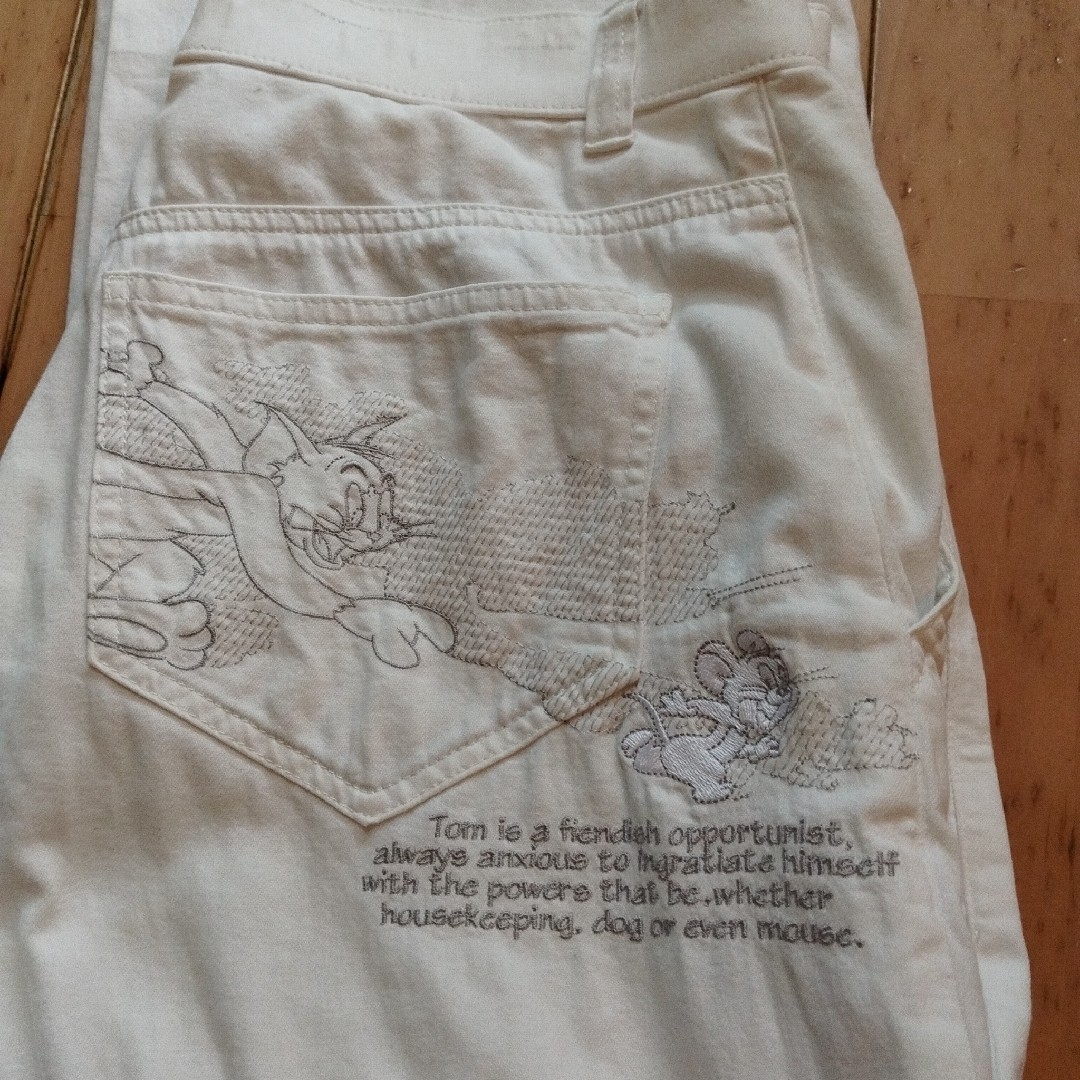 Tom is a fiendish opportunist,
always anxious to ingratiate himself
with the powers that be.whether
housekeeping, dog or even mouse.